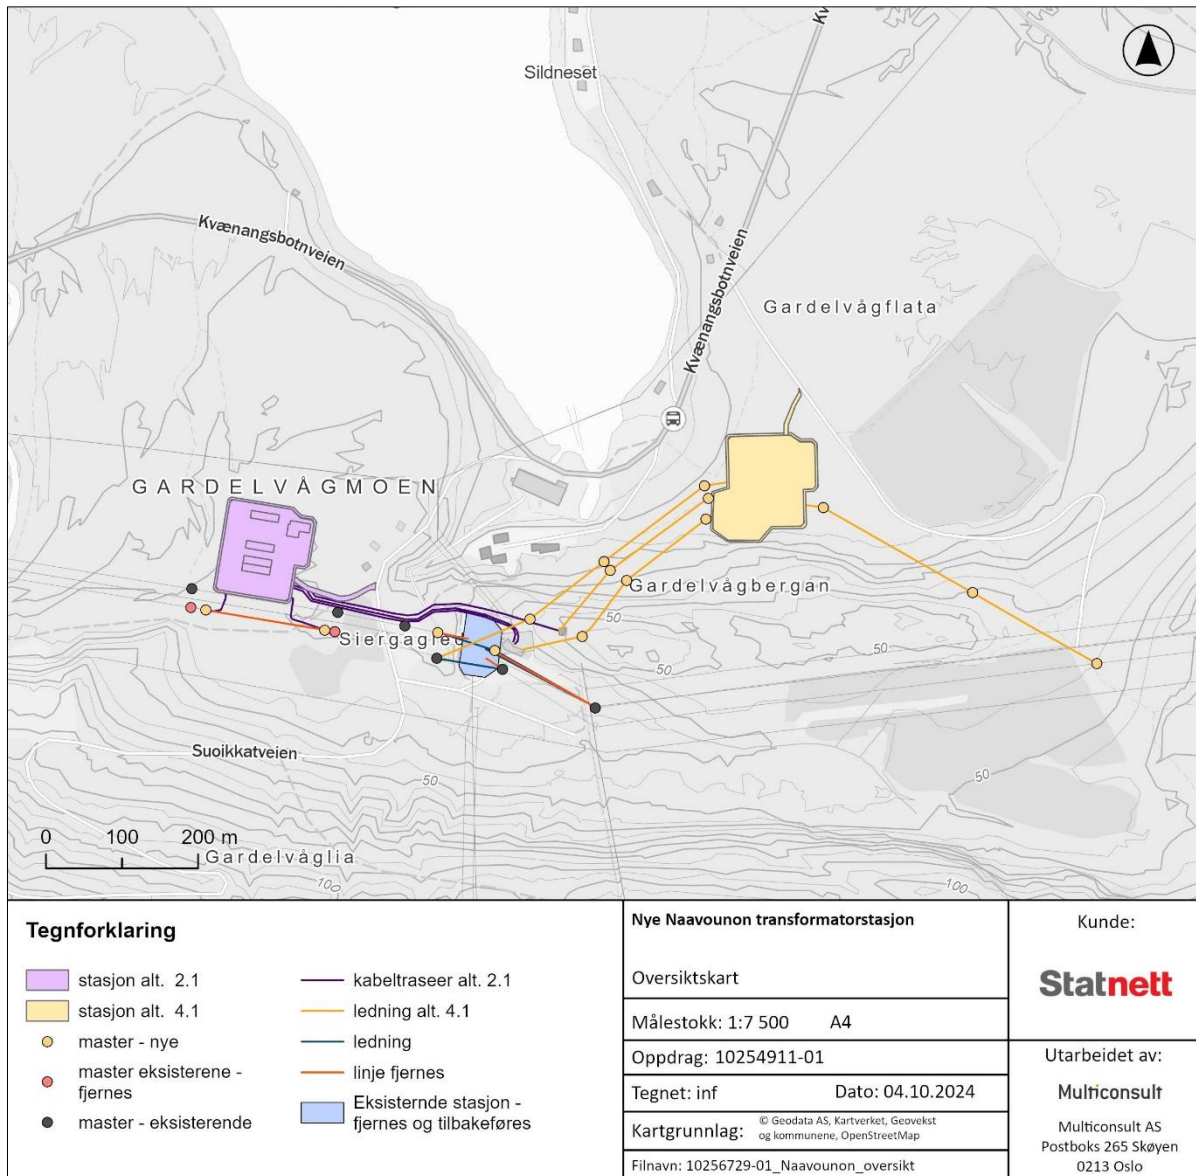 Sildneset
Kv
Kvænangsbotnveien
Kvænangsbotnveien
Gardelvågflata
GARDELVÅGMOEN
Gardelvågbergan
50
Siergagied
50
50
Suoikkatveien
50
50
0 100 200 m
Gardelvåglia
100
100
Tegnforklaring
stasjon alt. 2.1
stasjon alt. 4.1
master - nye
master eksisterene -
fjernes
master - eksisterende
kabeltraseer alt. 2.1
ledning alt. 4.1
ledning
linje fjernes
Eksisternde stasjon -
fjernes og tilbakeføres
Nye Naavounon transformatorstasjon
Oversiktskart
Målestokk: 1:7 500 A4
Oppdrag: 10254911-01
Tegnet: inf Dato: 04.10.2024
Kartgrunnlag: © Geodata AS, Kartverket, Geovekst
og kommunene, OpenStreetMap
Filnavn: 10256729-01_Naavounon_oversikt
Kunde:
Statnett
Utarbeidet av:
Multiconsult
Multiconsult AS
Postboks 265 Skøyen
0213 Oslo